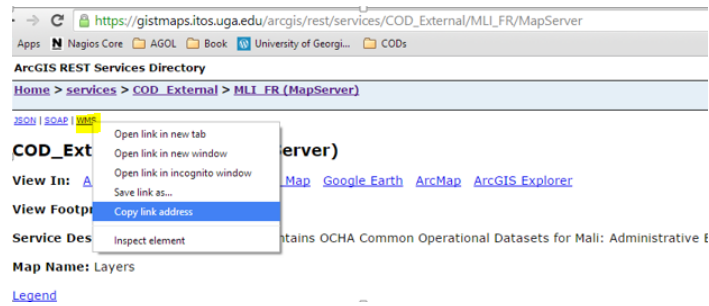 https://gistmaps.itos.uga.edu/arcgis/rest/services/COD_External/MLI_FR/MapServer
Apps Nagios Core AGOL Book University of Georgi... CODs
ArcGIS REST Services Directory
Home > services > COD_External > MLI_FR (MapServer)
JSON | SOAP | WMS
Open link in new tab
COD_Ext erver)
Open link in new window
Open link in incognito window
View In: A Map Google Earth ArcMap ArcGIS Explorer
Save link as...
View Footp
Copy link address
Service Des tains OCHA Common Operational Datasets for Mali: Administrative B
Inspect element
Map Name: Layers
Legend